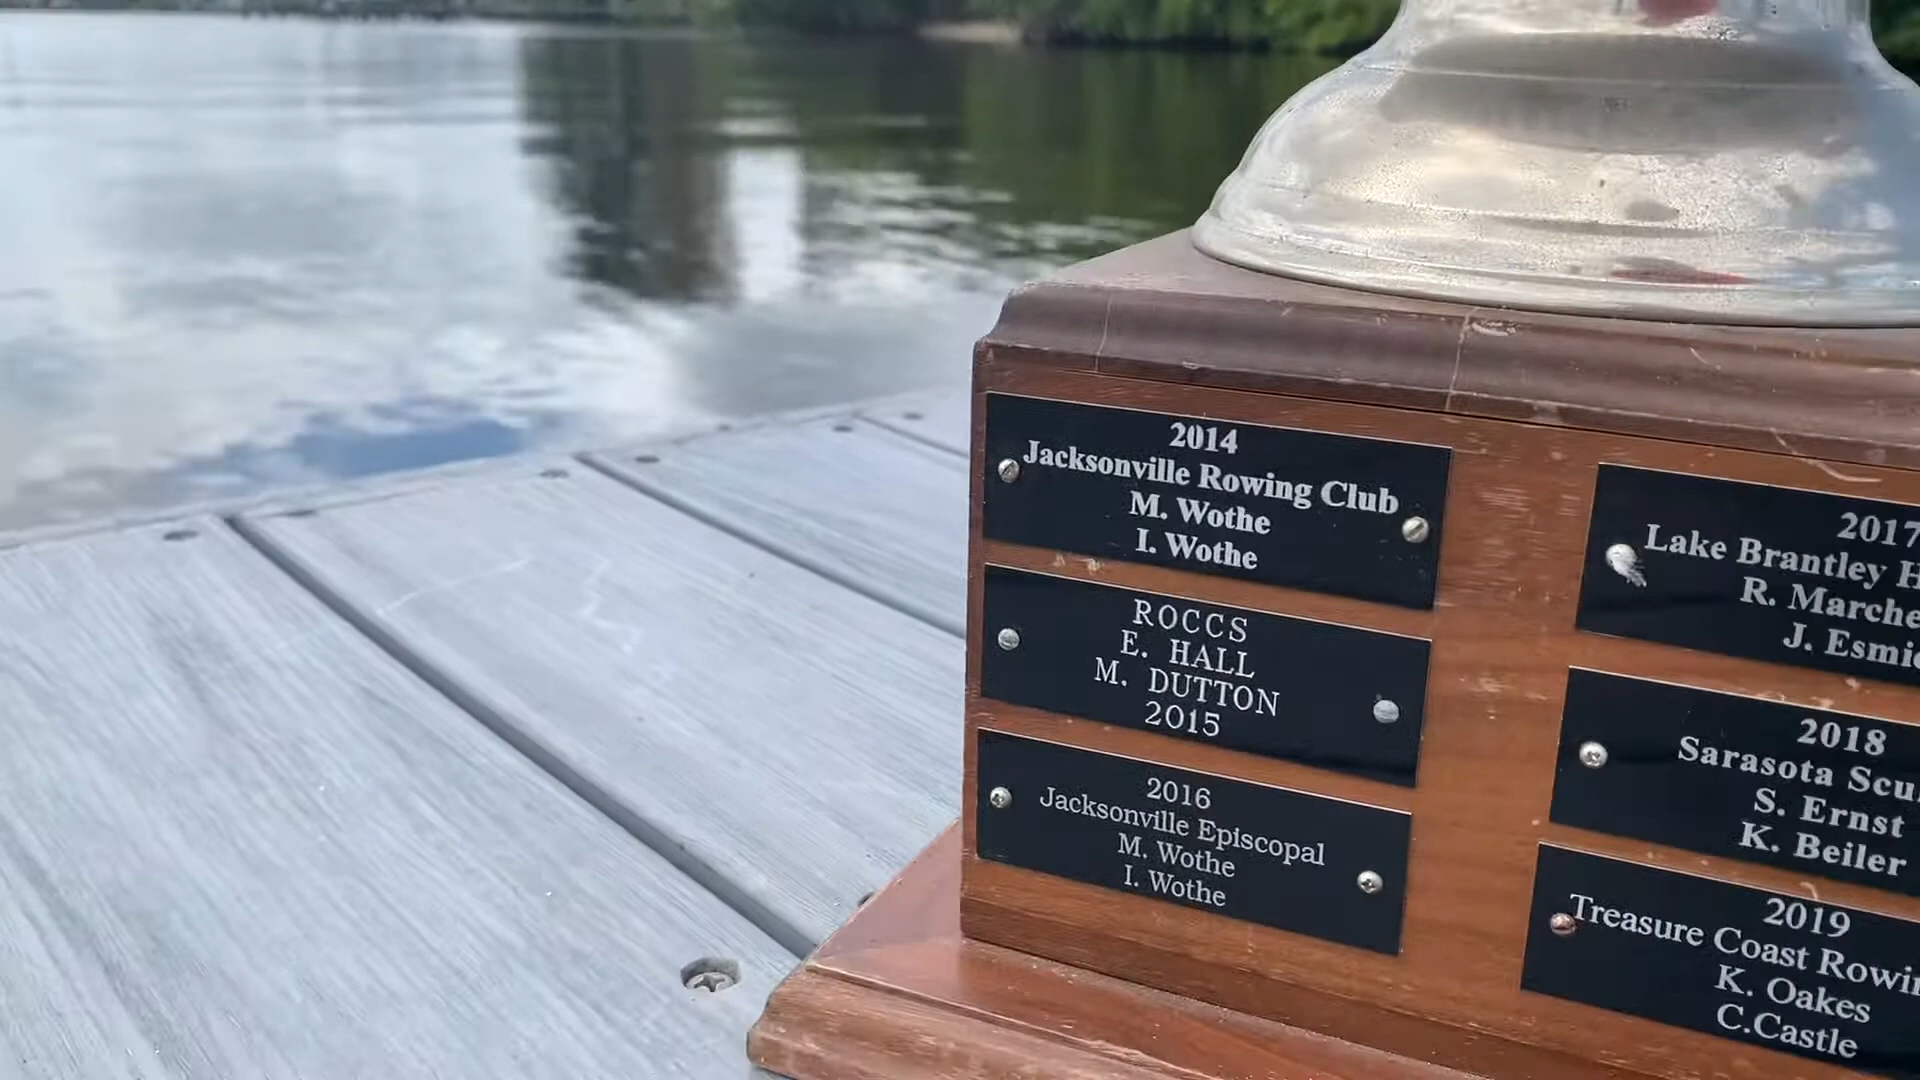 2014
Jacksonville Rowing Club
M. Wothe
I. Wothe
ROCCS
E. HALL
M. DUTTON
2015
2016
Jacksonville Episcopal
M. Wothe
I. Wothe
2017
Lake Brantley
R.
J.
2018
Sarasota
S. Ernst
K. Beiler
2019
Treasure Coast
K. Oakes
C.Castle